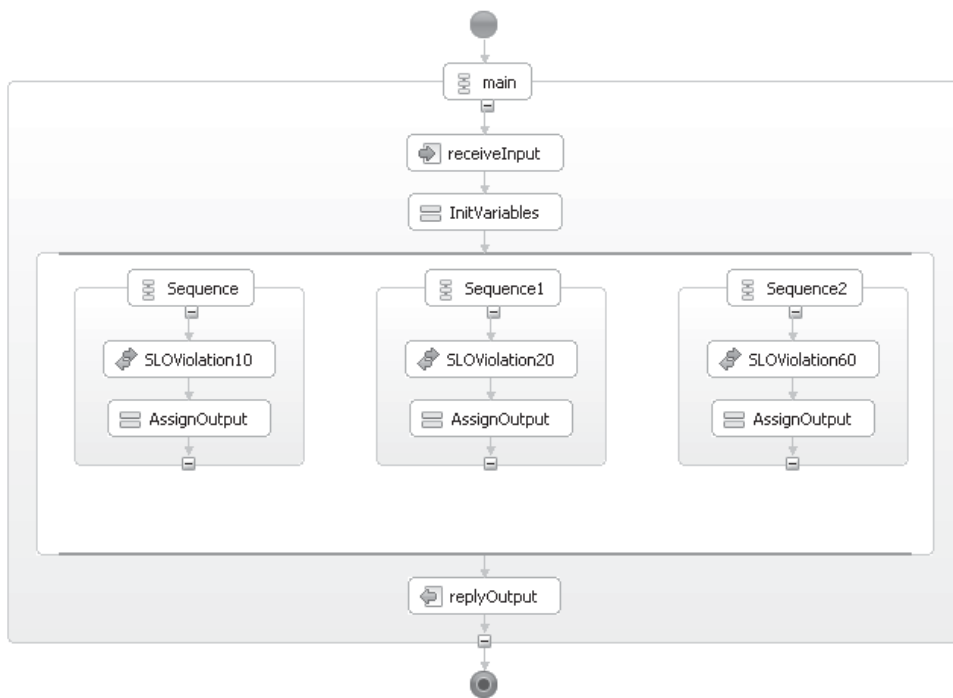 main
receiveInput
InitVariables
Sequence
Sequence1
Sequence2
SLOViolation10
SLOViolation20
SLOViolation60
AssignOutput
AssignOutput
AssignOutput
replyOutput